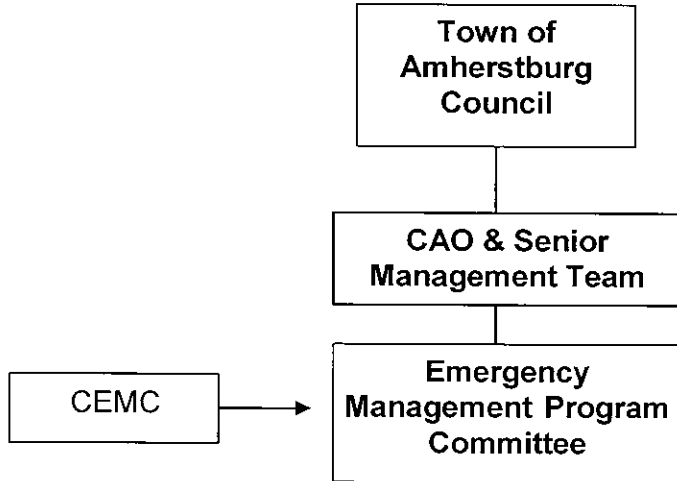 Town of
Amherstburg
Council
CAO & Senior
Management Team
CEMC
Emergency
Management Program
Committee